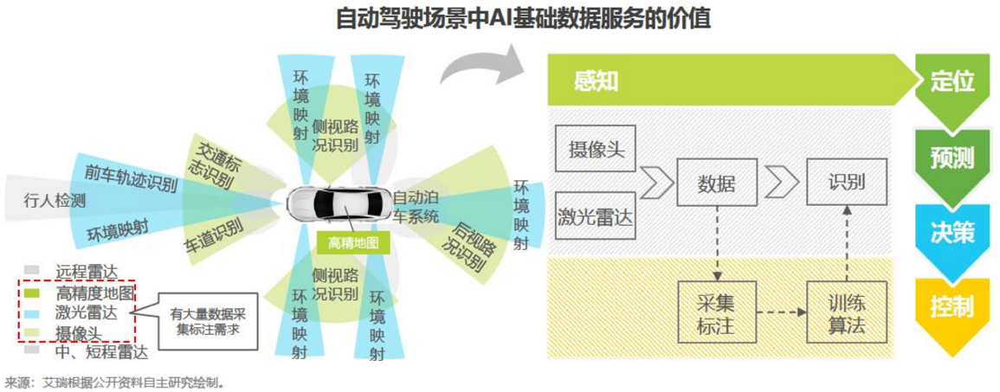 自动驾驶场景中AI基础数据服务的价值
环境映射
环境映射
侧视路
况识别
交通标
志识别
前车轨迹识别
行人检测
环境映射
车道识别
自动泊
车系统
环境映射
后视路
况识别
高精地图
侧视路
况识别
环境映射
环境映射
远程雷达
高精度地图
激光雷达
摄像头
中、短程雷达
有大量数据采
集标注需求
感知
摄像头
激光雷达
数据
识别
采集
标注
训练
算法
定位
预测
决策
控制
来源：艾瑞根据公开资料自主研究绘制。